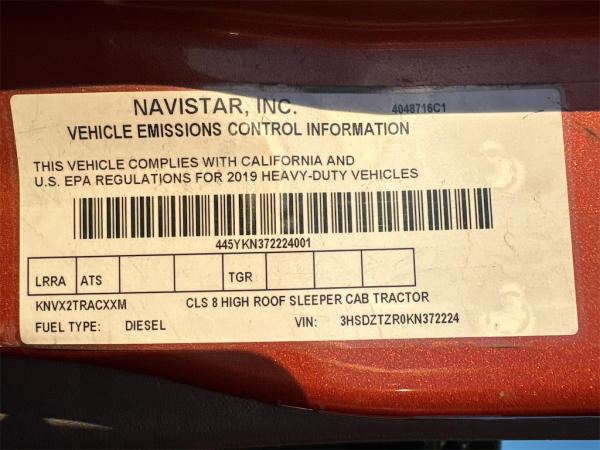 NAVISTAR, INC.
4048716C1
VEHICLE EMISSIONS CONTROL INFORMATION
THIS VEHICLE COMPLIES WITH CALIFORNIA AND
U.S. EPA REGULATIONS FOR 2019 HEAVY-DUTY VEHICLES
445YKN372224001
LRRA ATS TGR
KNVX2TRACXXM CLS 8 HIGH ROOF SLEEPER CAB TRACTOR
FUEL TYPE: DIESEL VIN: 3HSDZTZR0KN372224